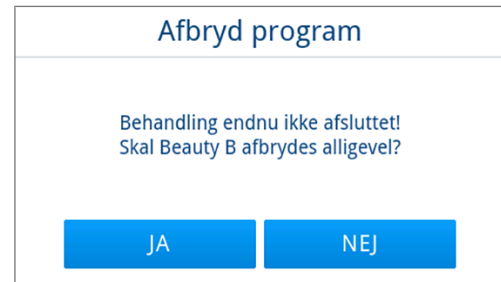 Afbryd program
Behandling endnu ikke afsluttet!
Skal Beauty B afbrydes alligevel?
JA
NEJ